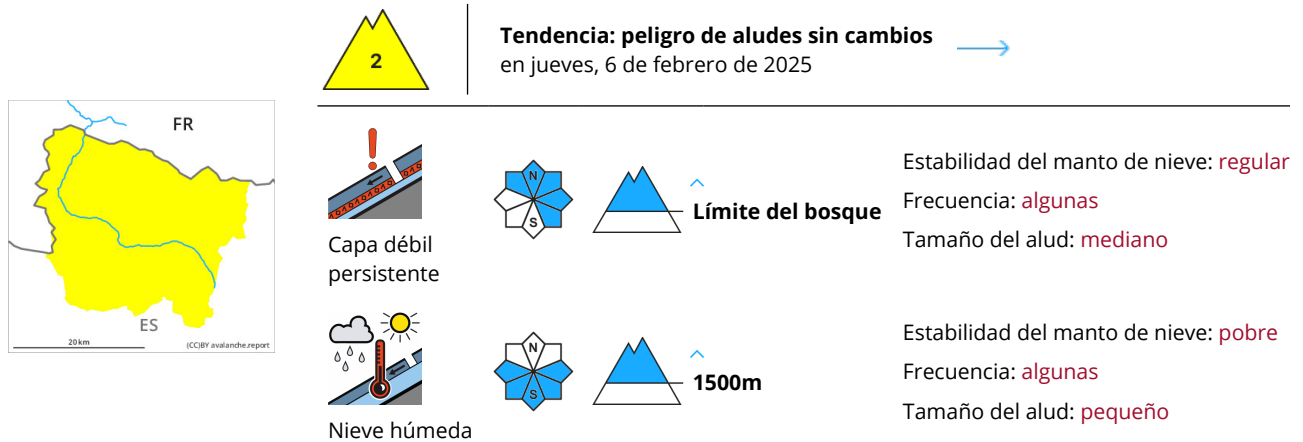 2
Tendencia: peligro de aludes sin cambios
en jueves, 6 de febrero de 2025
FR
ES
20 km
(CC)BY avalanche.report
Capa débil
persistente
N
S
Límite del bosque
Estabilidad del manto de nieve: regular
Frecuencia: algunas
Tamaño del alud: mediano
Nieve húmeda
N
S
1500m
Estabilidad del manto de nieve: pobre
Frecuencia: algunas
Tamaño del alud: pequeño